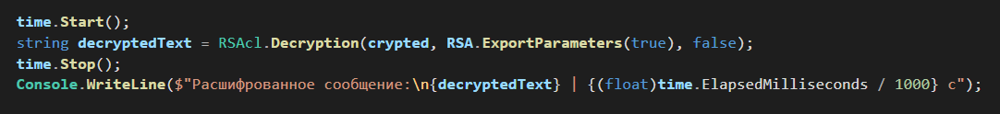 time.Start();
string decryptedText = RSAcl.Decryption(crypted, RSA.ExportParameters(true), false);
time.Stop();
Console.WriteLine($"Расшифрованное сообщение:\n{decryptedText} | {(float)time.ElapsedMilliseconds / 1000} с");